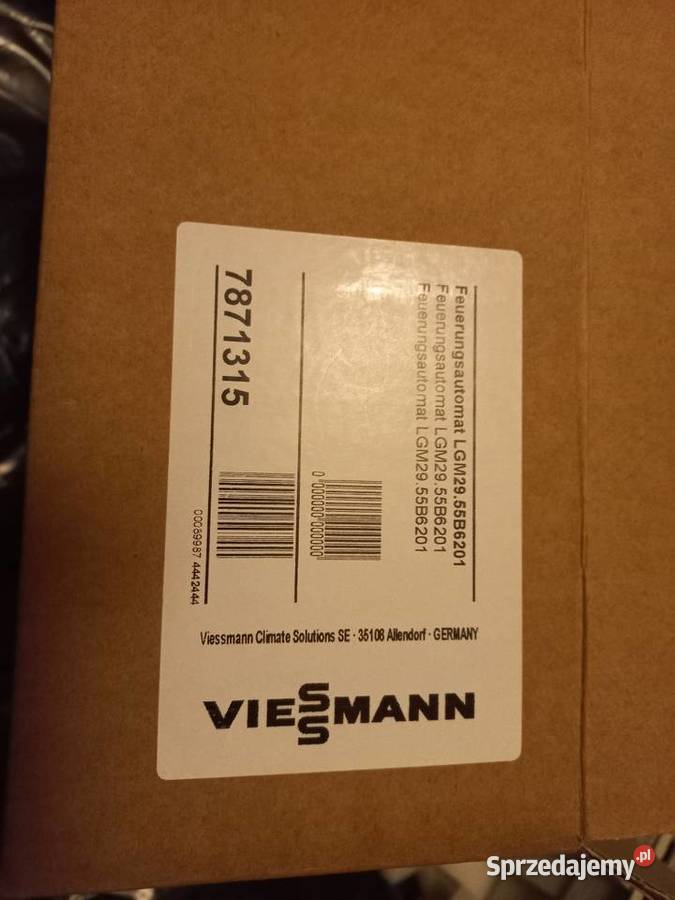 Feuerungsautomat LGM29.55B6201
Feuerungsautomat LGM29.55B6201
Feuerungsautomat LGM29.55B6201
0 000000 000000
7871315
00089987 4442444
Viessmann Climate Solutions SE · 35108 Allendorf · GERMANY
VIESSMANN
Sprzedajemy.pl